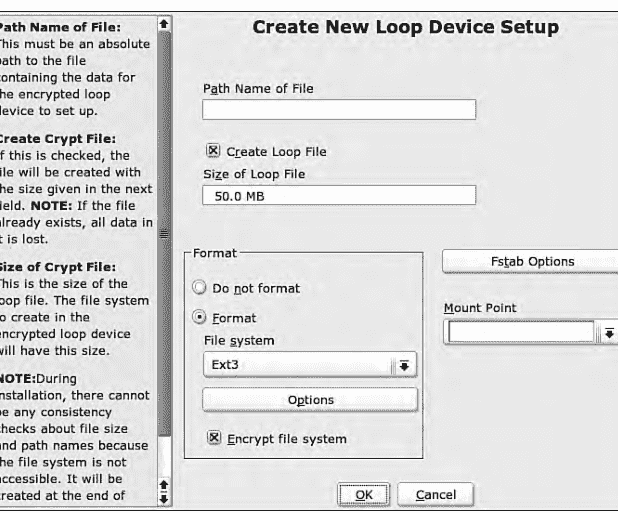 Path Name of File:
This must be an absolute
path to the file
containing the data for
the encrypted loop
device to set up.
Create Crypt File:
If this is checked, the
file will be created with
the size given in the next
field. NOTE: If the file
already exists, all data in
it is lost.
Size of Crypt File:
This is the size of the
loop file. The file system
to create in the
encrypted loop device
will have this size.
NOTE:During
installation, there cannot
be any consistency
checks about file size
and path names because
the file system is not
accessible. It will be
created at the end of
Create New Loop Device Setup
Path Name of File
Create Loop File
Size of Loop File
50.0 MB
Format
Do not format
Format
File system
Ext3
Options
Encrypt file system
Fstab Options
Mount Point
OK
Cancel